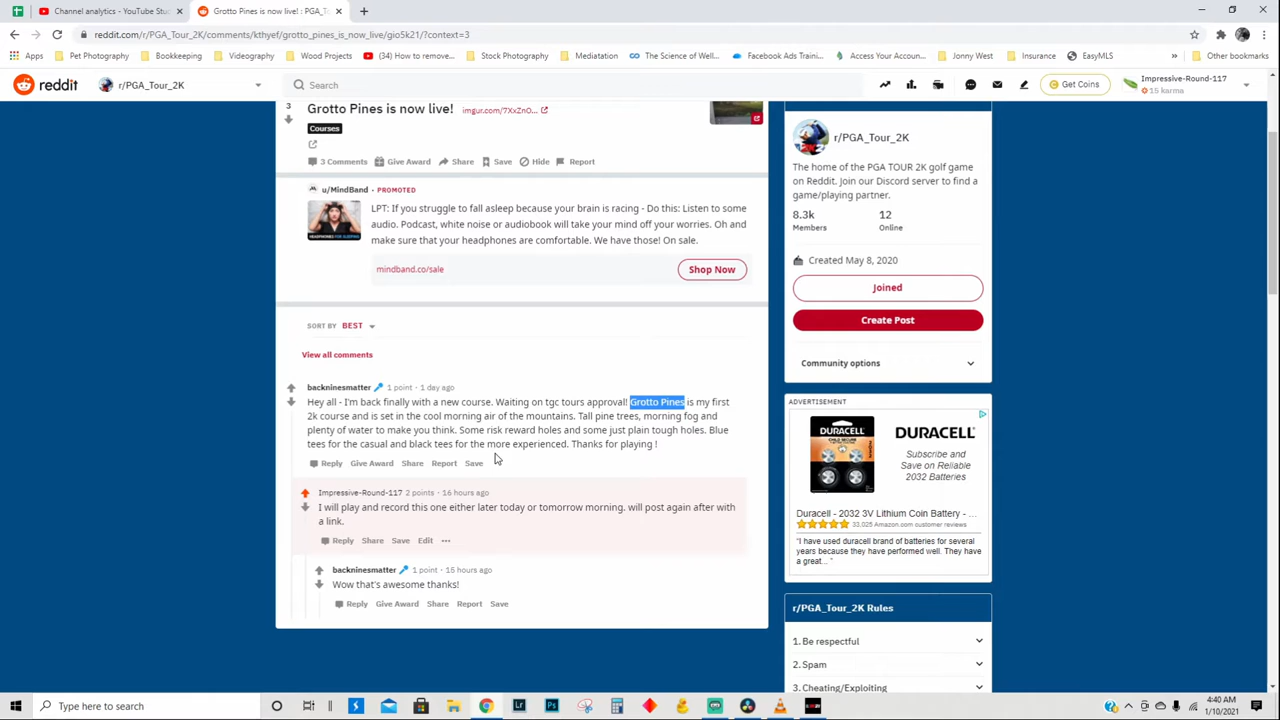 Channel analytics - YouTube Stu
Grotto Pines is now live! : PGA_To
reddit.com/r/PGA_Tour_2K/comments/kthyef/grotto_pines_is_now_live/gio5k21/?context=3
Pet Photography
Bookkeeping
Videography
Wood Projects
(34) How to remove...
Stock Photography
Mediatation
The Science of Well...
Facebook Ads Traini...
Access Your Accoun...
Jonny West
Insurance
EasyMLS
»
Other bookmarks
reddit
r/PGA_Tour_2K
Search
Get Coins
Impressive-Round-117
15 karma
3
Grotto Pines is now live!
imgur.com/7XxZnO...
Courses
3 Comments
Give Award
Share
Save
Hide
Report
u/MindBand • PROMOTED
LPT: If you struggle to fall asleep because your brain is racing - Do this: Listen to some
audio. Podcast, white noise or audiobook will take your mind off your worries. Oh and
make sure that your headphones are comfortable. We have those! On sale.
mindband.co/sale
Shop Now
SORT BY BEST
View all comments
backninesmatter 1 point · 1 day ago
Hey all - I'm back finally with a new course. Waiting on tgc tours approval! Grotto Pines is my first
2k course and is set in the cool morning air of the mountains. Tall pine trees, morning fog and
plenty of water to make you think. Some risk reward holes and some just plain tough holes. Blue
tees for the casual and black tees for the more experienced. Thanks for playing !
Reply Give Award Share Report Save
Impressive-Round-117 2 points · 16 hours ago
I will play and record this one either later today or tomorrow morning. will post again after with
a link.
Reply Share Save Edit ...
backninesmatter 1 point · 15 hours ago
Wow that's awesome thanks!
Reply Give Award Share Report Save
r/PGA_Tour_2K
The home of the PGA TOUR 2K golf game
on Reddit. Join our Discord server to find a
game/playing partner.
8.3k
12
Members
Online
Created May 8, 2020
Joined
Create Post
Community options
ADVERTISEMENT
DURACELL
Subscribe and
Save on Reliable
2032 Batteries
Duracell - 2032 3V Lithium Coin Battery - ...
33,025 Amazon.com customer reviews
"I have used duracell brand of batteries for several
years because they have performed well. They have
a great... "
r/PGA_Tour_2K Rules
1. Be respectful
2. Spam
3. Cheating/Exploiting
Type here to search
4:40 AM
1/10/2021